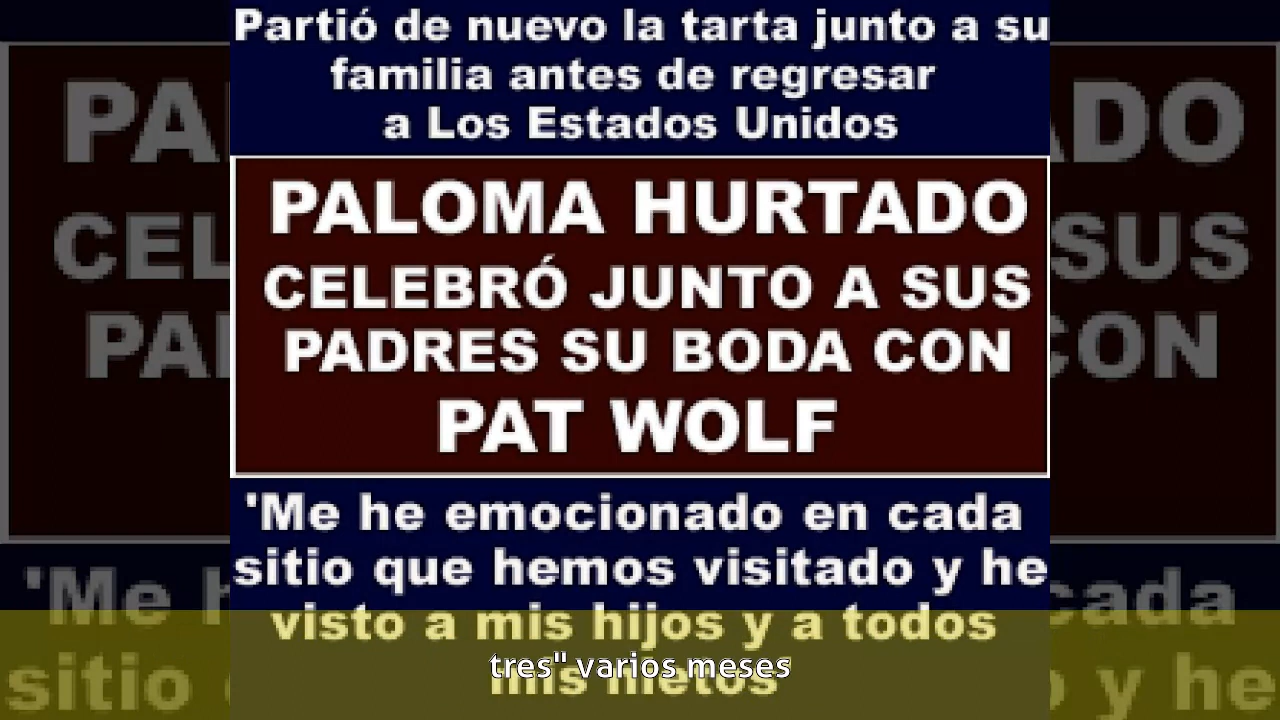 Partió de nuevo la tarta junto a su
familia antes de regresar
a Los Estados Unidos
PALOMA HURTADO
CELEBRÓ JUNTO A SUS
PADRES SU BODA CON
PAT WOLF
'Me he emocionado en cada
sitio que hemos visitado y he
visto a mis hijos y a todos
mis nietos'
tres" varios meses